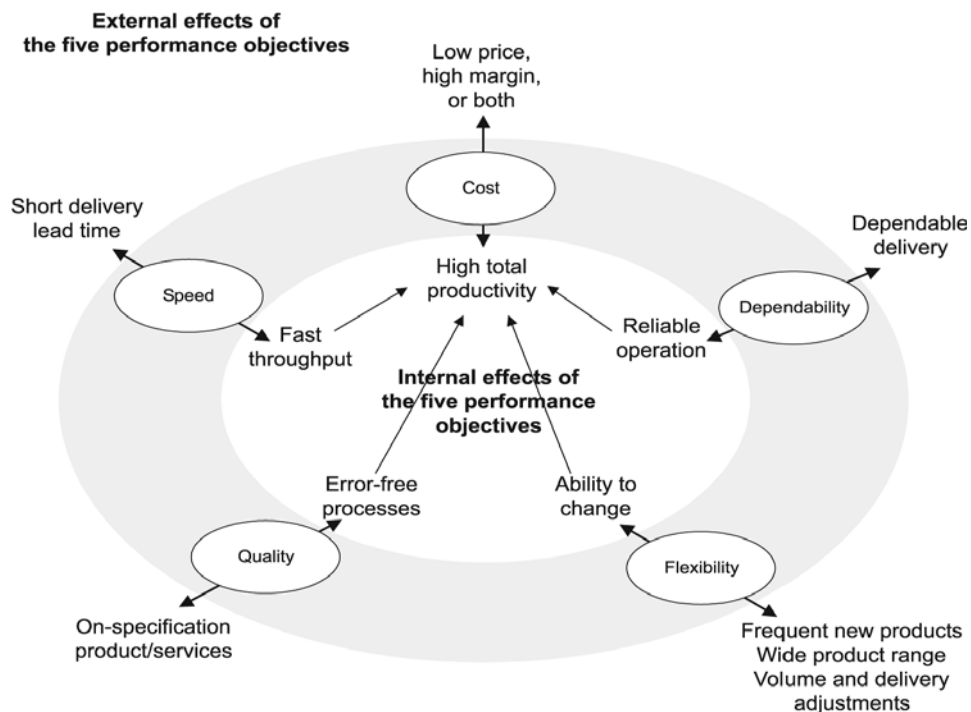 External effects of
the five performance objectives
Low price,
high margin,
or both
Cost
Short delivery
lead time
Dependable
delivery
High total
productivity
Speed
Dependability
Fast
throughput
Reliable
operation
Internal effects of
the five performance
objectives
Error-free
processes
Ability to
change
Quality
Flexibility
On-specification
product/services
Frequent new products
Wide product range
Volume and delivery
adjustments